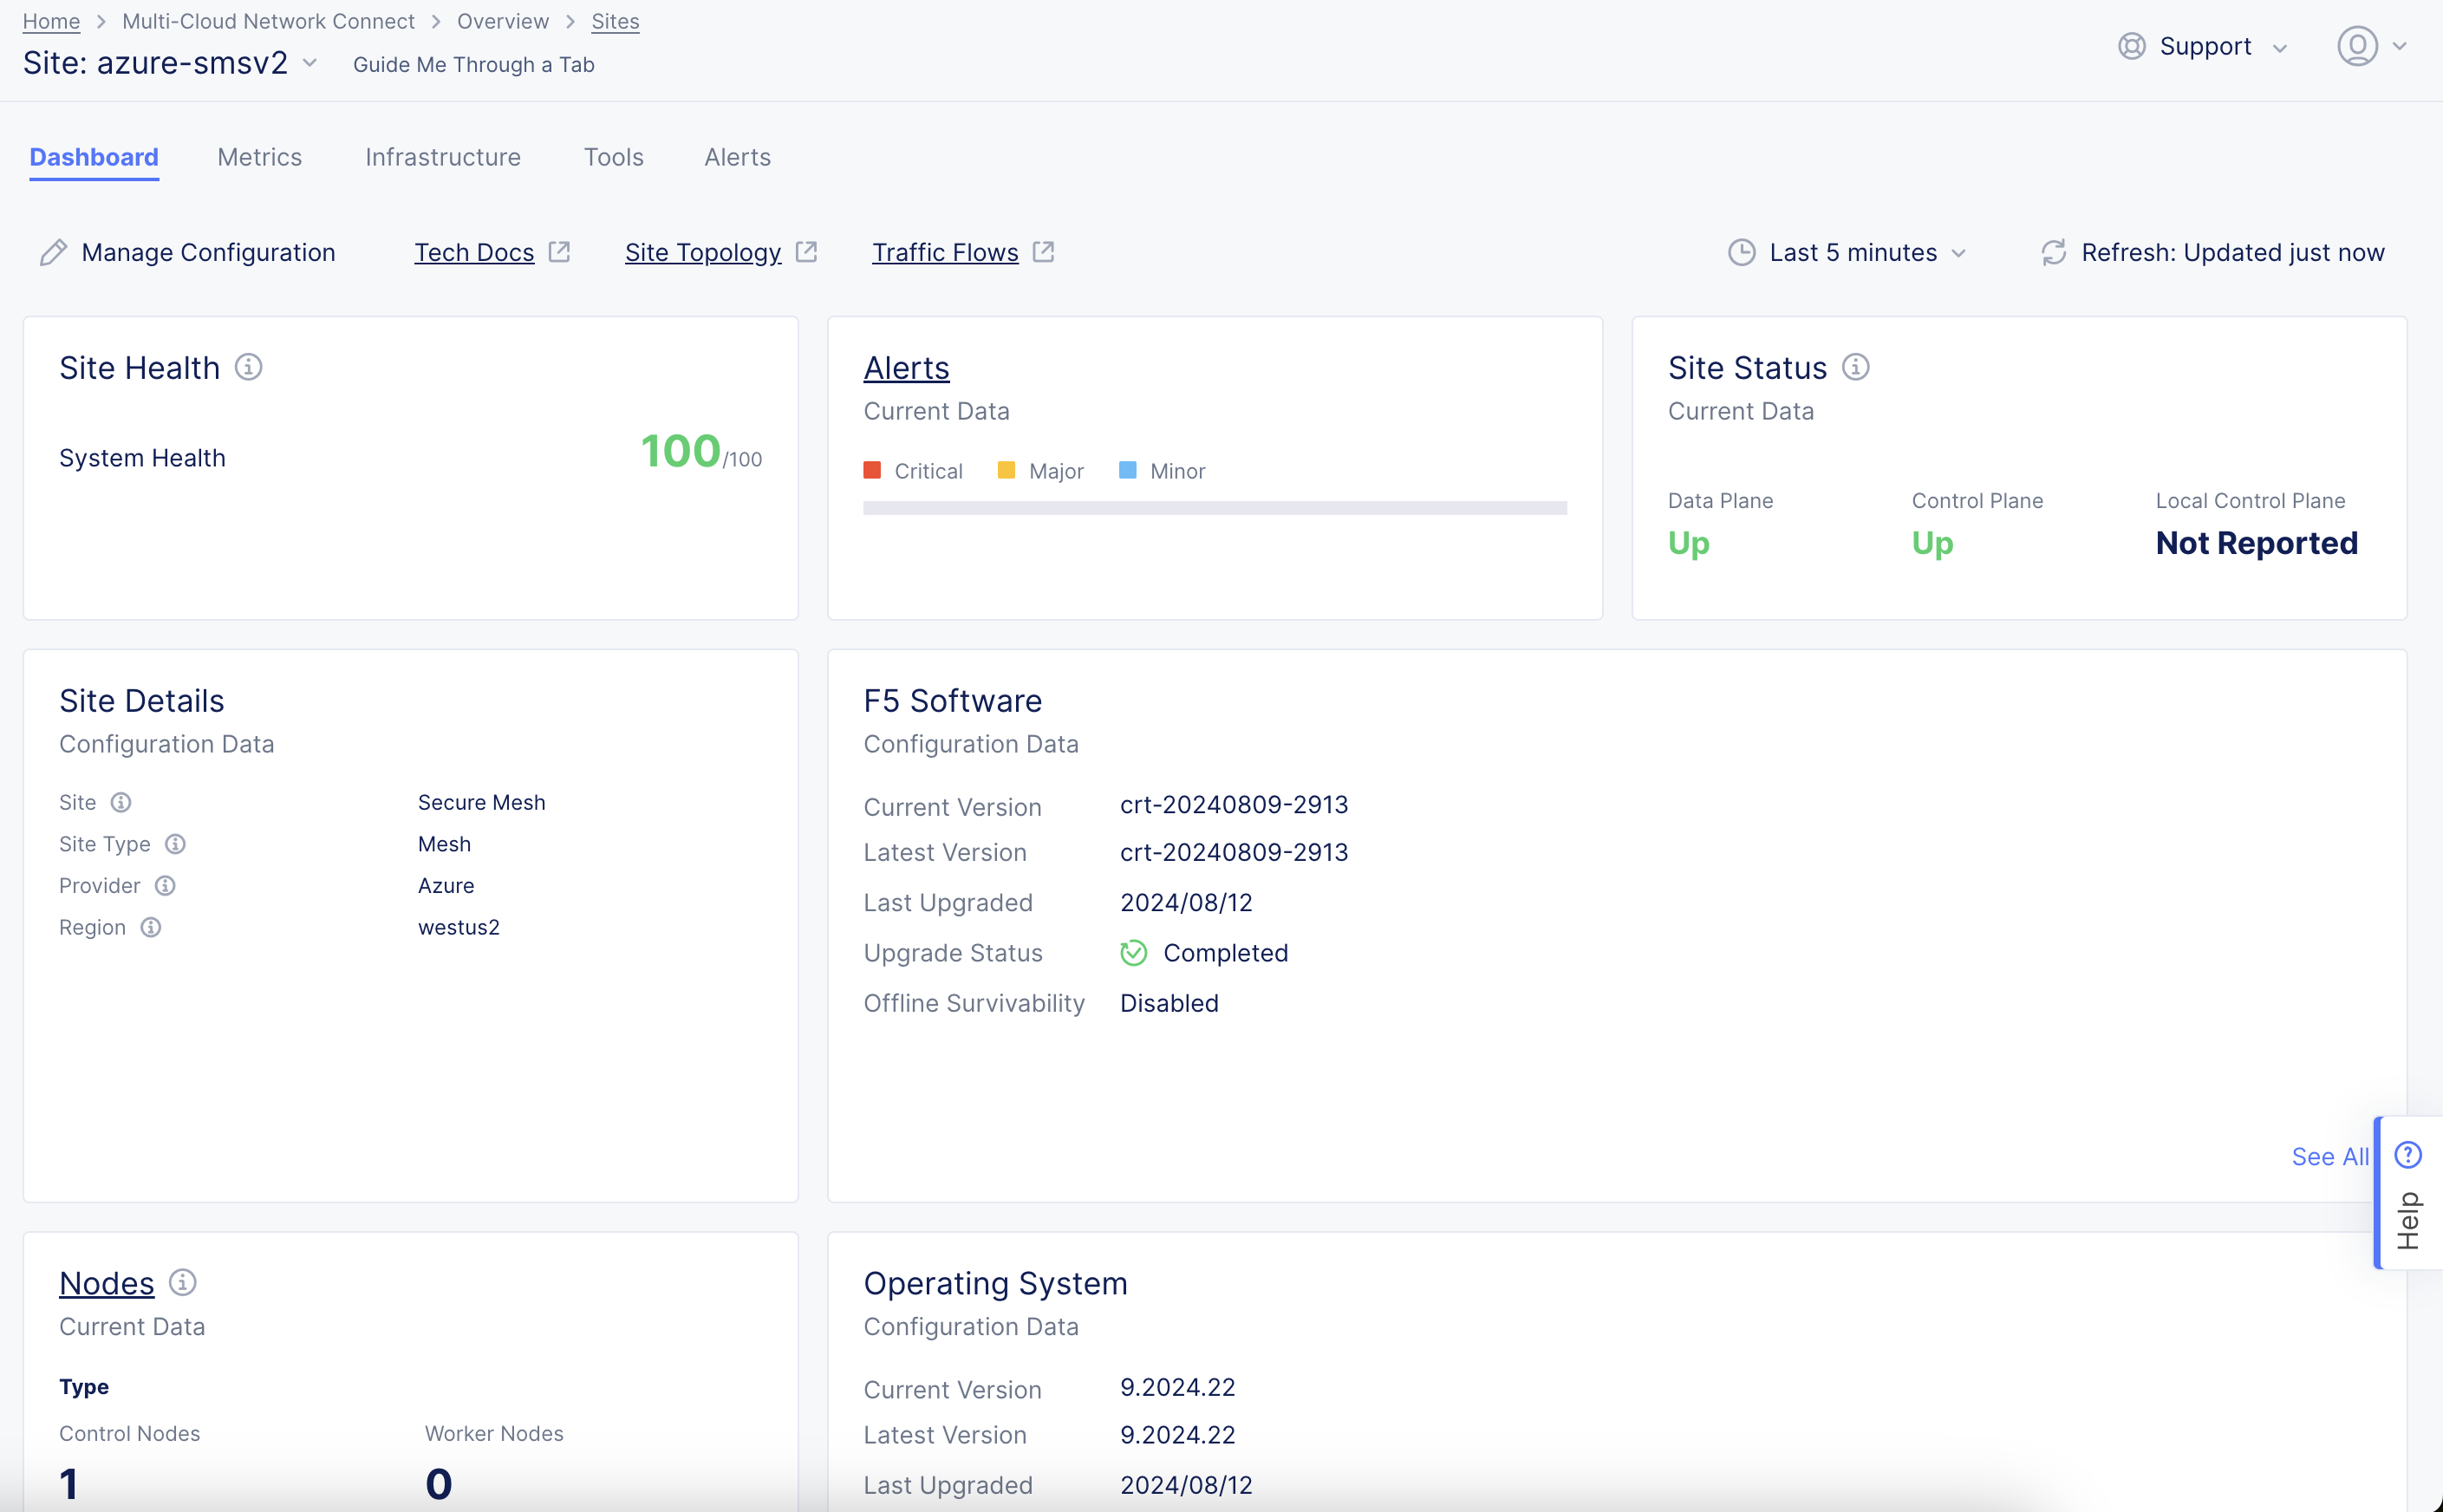 Home > Multi-Cloud Network Connect > Overview > Sites
Site: azure-smsv2
Guide Me Through a Tab
Support
Dashboard
Metrics
Infrastructure
Tools
Alerts
Manage Configuration
Tech Docs
Site Topology
Traffic Flows
Last 5 minutes
Refresh: Updated just now
Site Health
System Health
100/100
Alerts
Current Data
Critical
Major
Minor
Site Status
Current Data
Data Plane
Up
Control Plane
Up
Local Control Plane
Not Reported
Site Details
Configuration Data
Site Secure Mesh
Site Type Mesh
Provider Azure
Region westus2
F5 Software
Configuration Data
Current Version crt-20240809-2913
Latest Version crt-20240809-2913
Last Upgraded 2024/08/12
Upgrade Status Completed
Offline Survivability Disabled
See All
Help
Nodes
Current Data
Type
Control Nodes
1
Worker Nodes
0
Operating System
Configuration Data
Current Version 9.2024.22
Latest Version 9.2024.22
Last Upgraded 2024/08/12